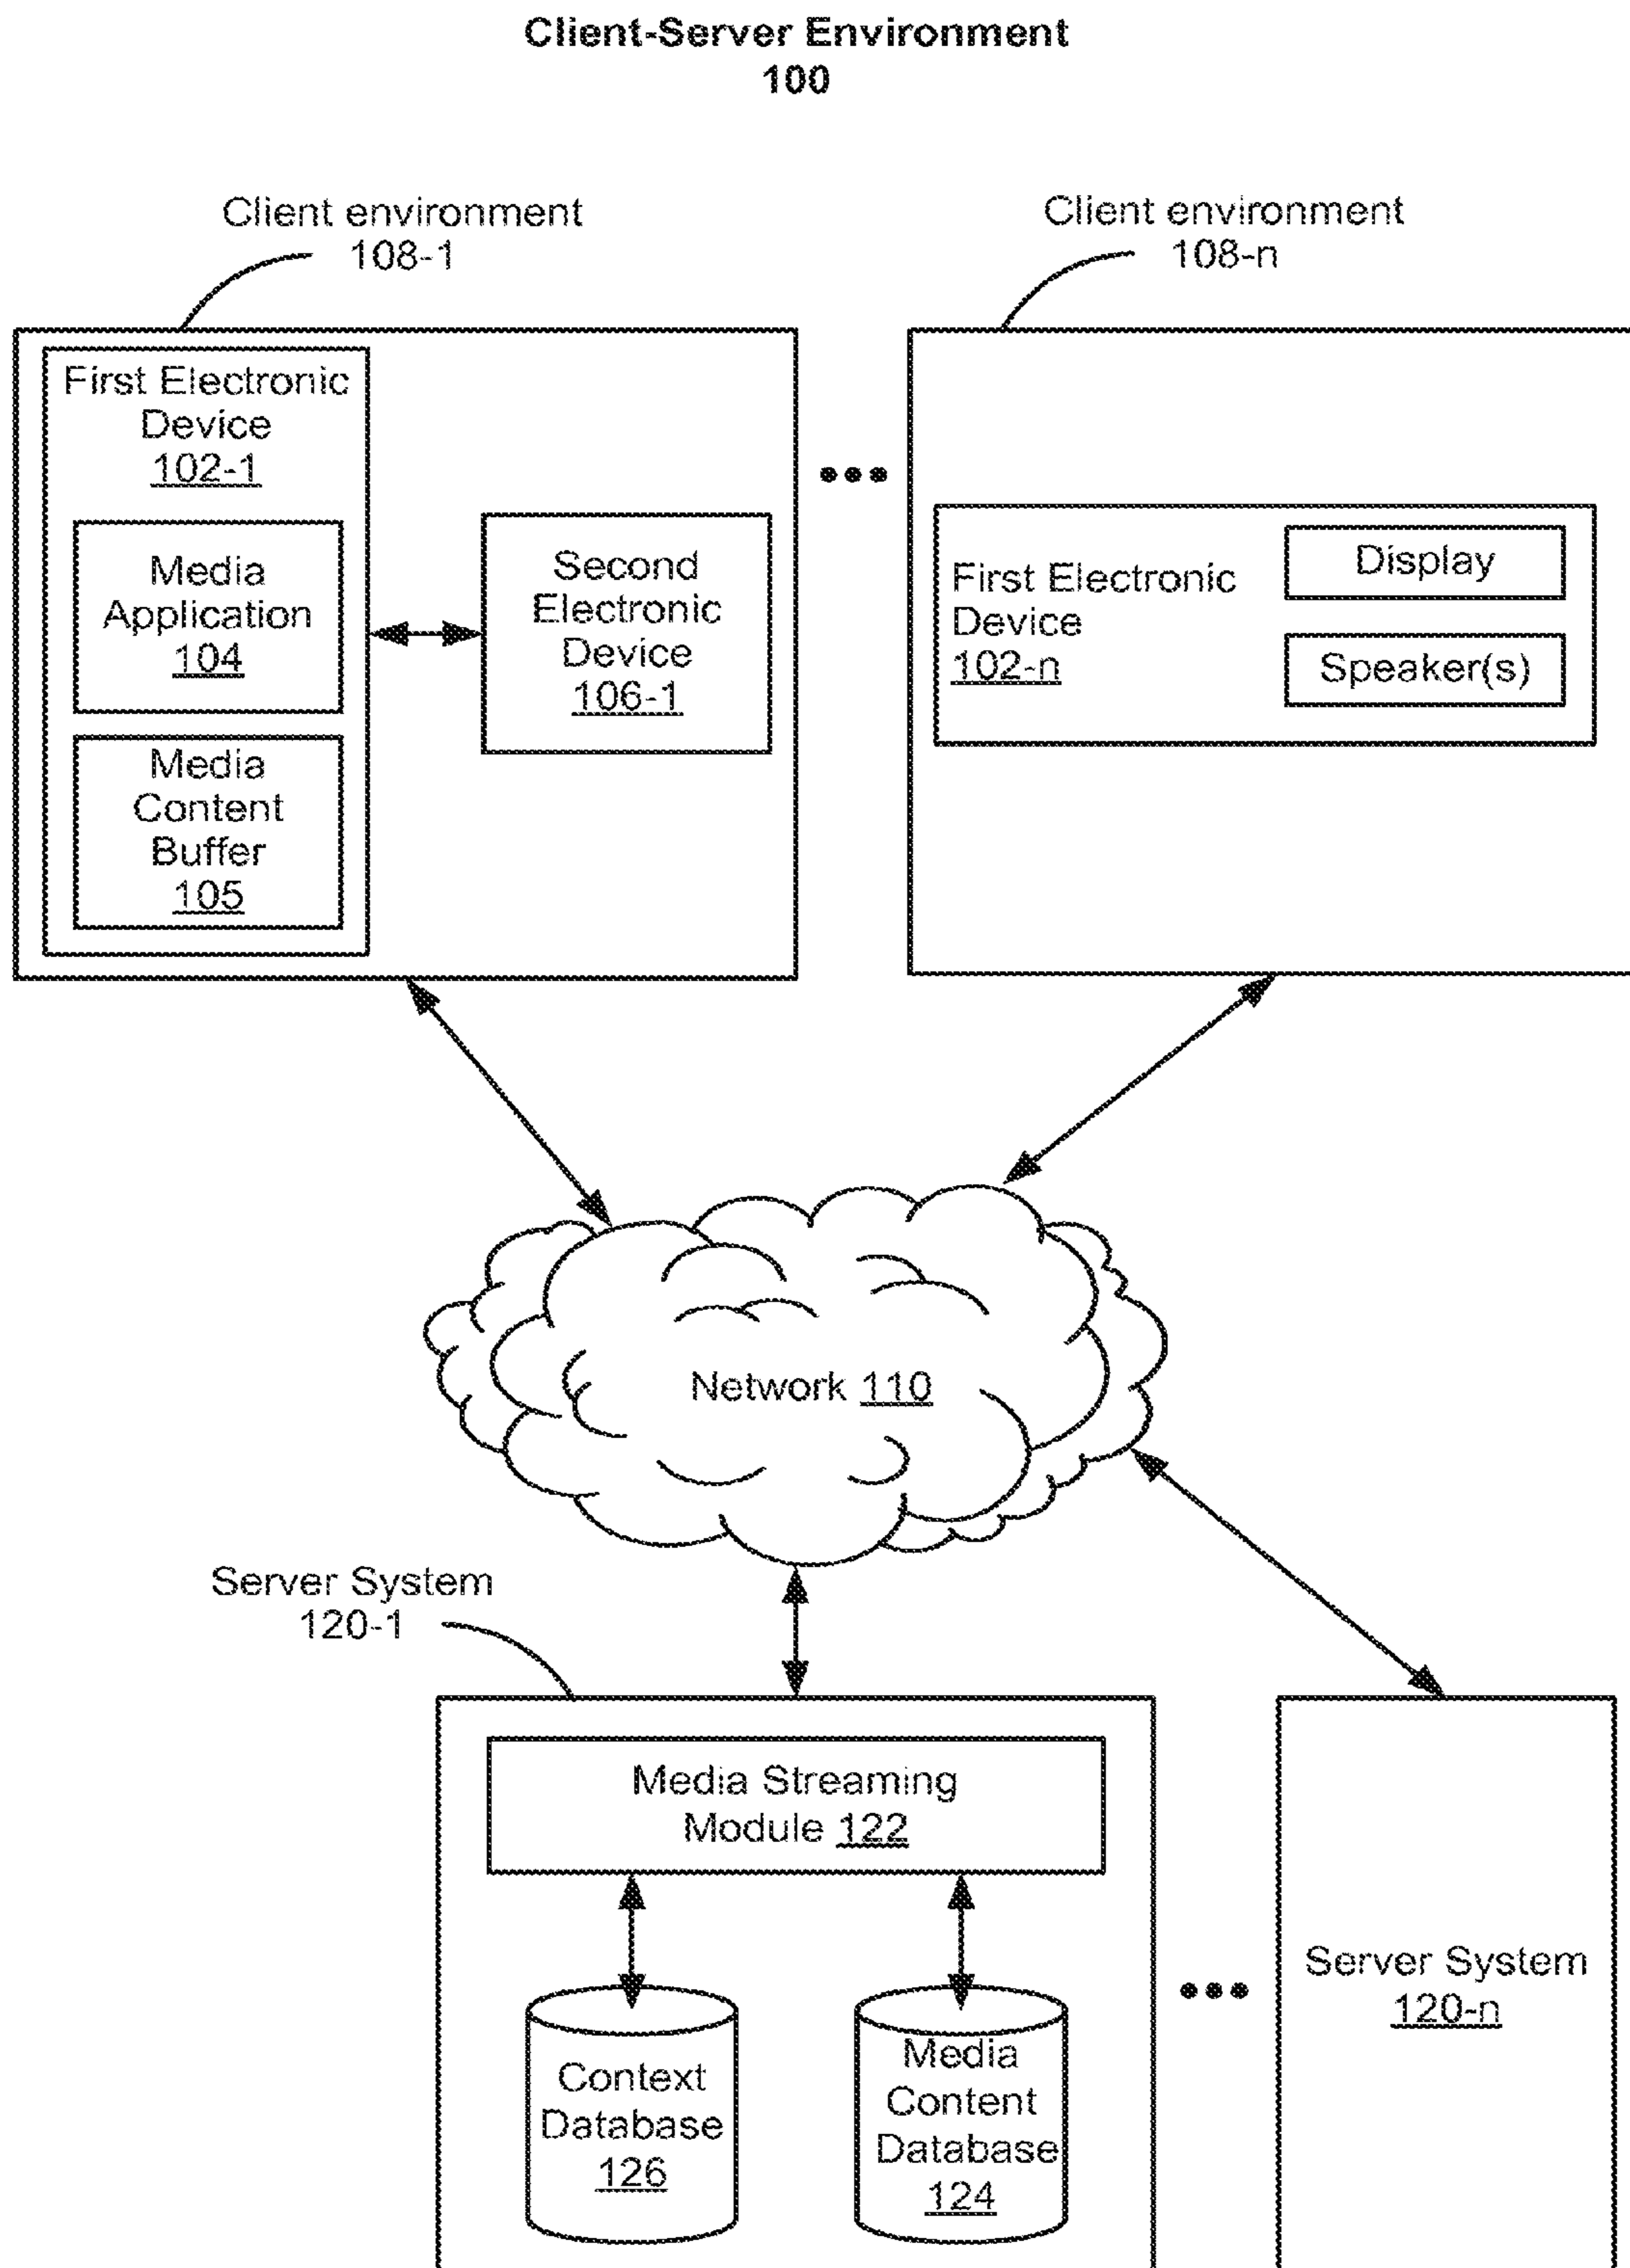 Client-Server Environment
100
Client environment
108-1
Client environment
108-n
First Electronic
Device
102-1
Media
Application
104
Media
Content
Buffer
105
Second
Electronic
Device
106-1
First Electronic
Device
102-n
Display
Speaker(s)
Network 110
Server System
120-1
Media Streaming
Module 122
Context
Database
126
Media
Content
Database
124
Server System
120-n